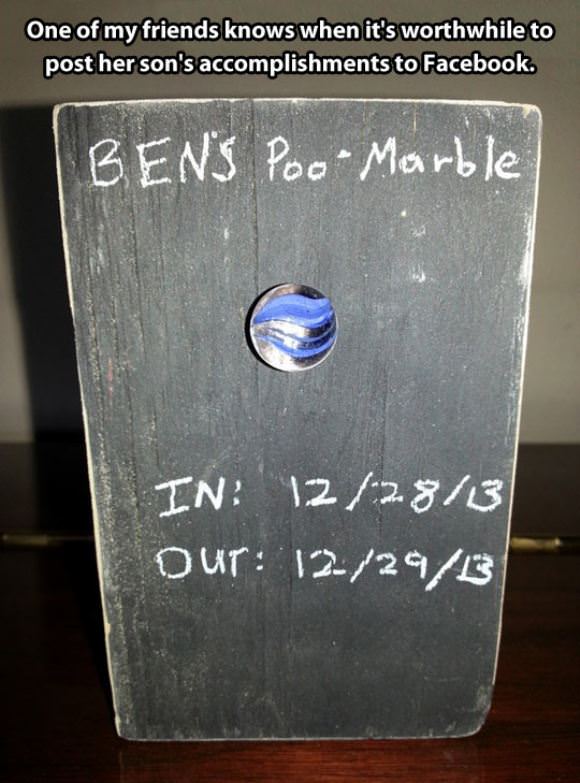 One of my friends knows when it's worthwhile to
post her son's accomplishments to Facebook.
BEN'S Poo-Marble
IN: 12/28/13
OUT: 12/29/13